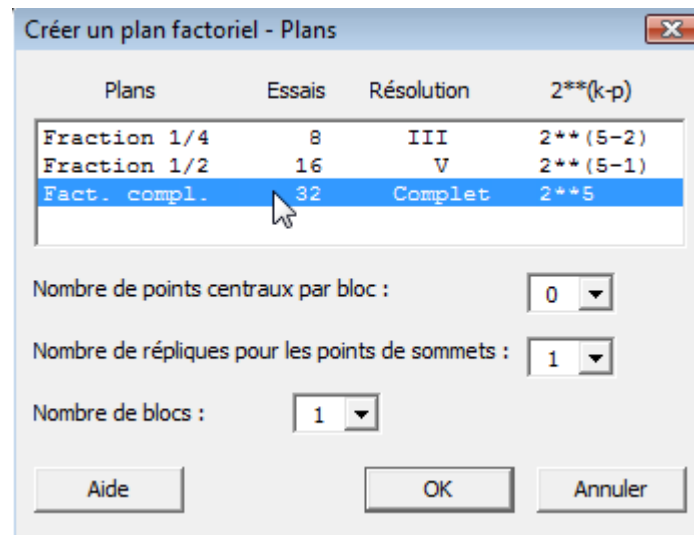 Créer un plan factoriel - Plans
Plans Essais Résolution 2**(k-p)
Fraction 1/4 8 III 2**(5-2)
Fraction 1/2 16 V 2**(5-1)
Fact. compl. 32 Complet 2**5
Nombre de points centraux par bloc : 0
Nombre de répliques pour les points de sommets : 1
Nombre de blocs : 1
Aide OK Annuler